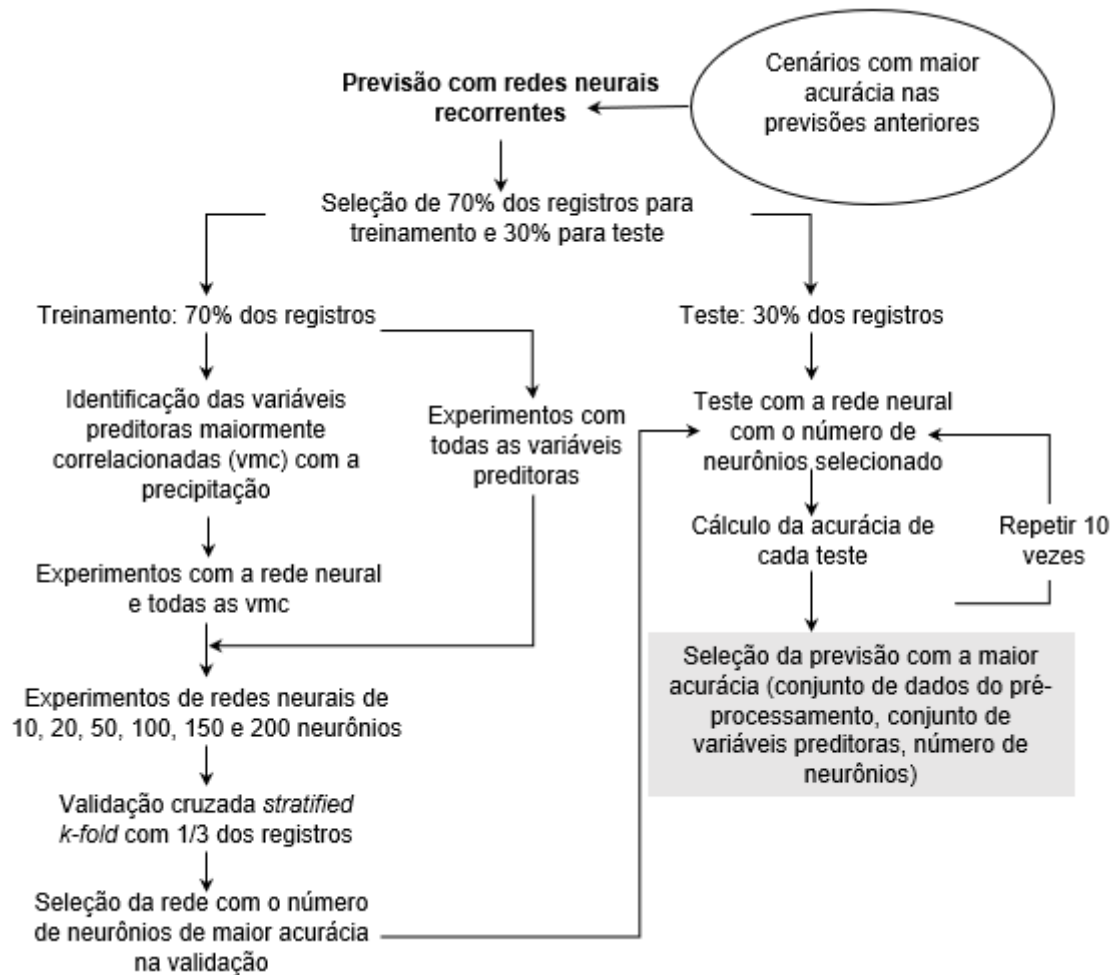 Previsão com redes neurais
recorrentes
Cenários com maior
acurácia nas
previsões anteriores
Seleção de 70% dos registros para
treinamento e 30% para teste
Treinamento: 70% dos registros
Identificação das variáveis
preditoras maiormente
correlacionadas (vmc) com a
precipitação
Experimentos com
todas as variáveis
preditoras
Experimentos com a rede neural
e todas as vmc
Experimentos de redes neurais de
10, 20, 50, 100, 150 e 200 neurônios
Validação cruzada stratified
k-fold com 1/3 dos registros
Seleção da rede com o número
de neurônios de maior acurácia
na validação
Teste: 30% dos registros
Teste com a rede neural
com o número de
neurônios selecionado
Cálculo da acurácia de
cada teste
Repetir 10
vezes
Seleção da previsão com a maior
acurácia (conjunto de dados do pré-
processamento, conjunto de
variáveis preditoras, número de
neurônios)